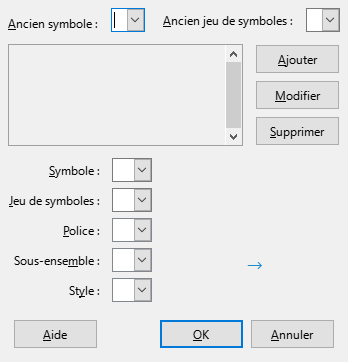 Ancien symbole : Ancien jeu de symboles :
Ajouter
Modifier
Supprimer
Symbole :
Jeu de symboles :
Police :
Sous-ensemble : →
Style :
Aide OK Annuler